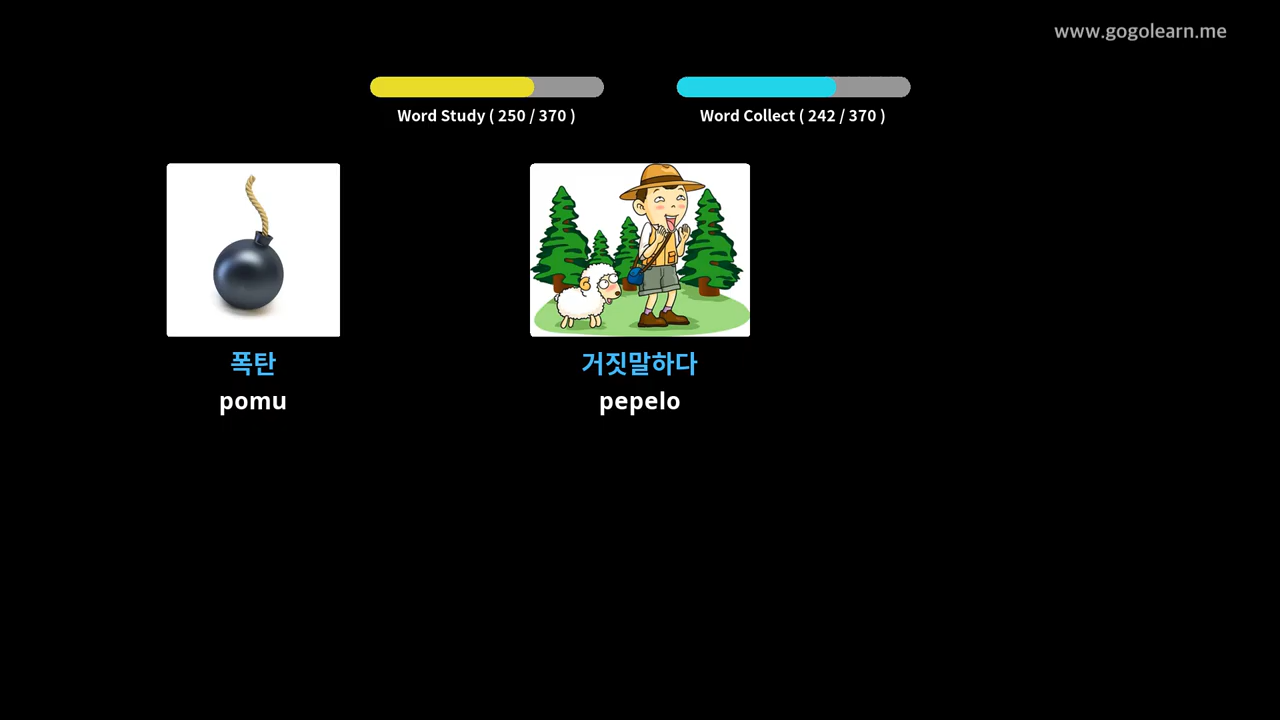 www.gogolearn.me
Word Study ( 250 / 370 )
Word Collect ( 242 / 370 )
폭탄
pomu
거짓말하다
pepelo